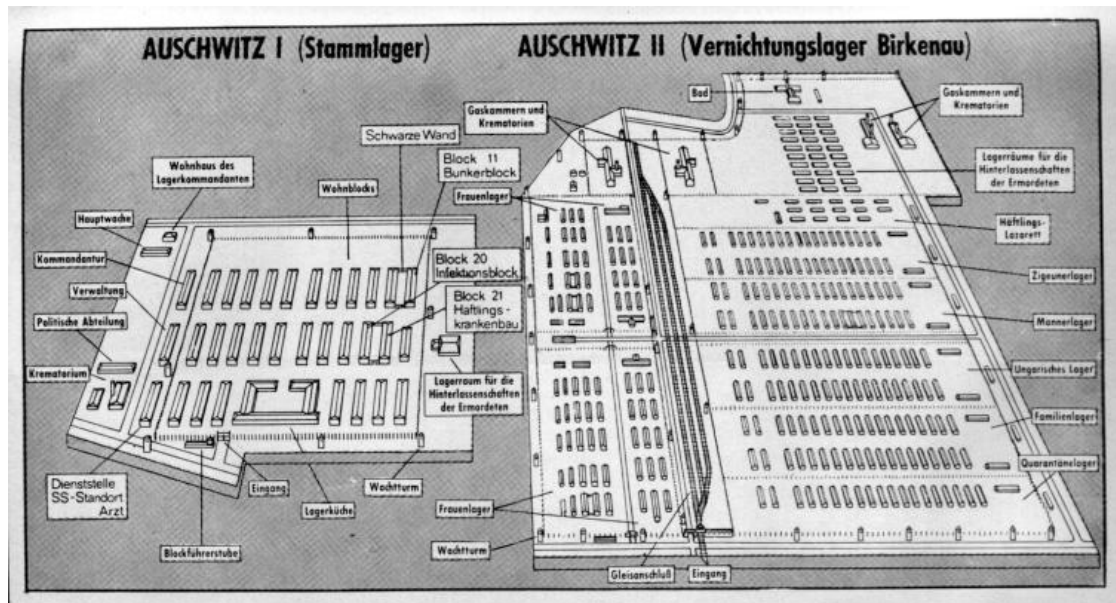 AUSCHWITZ I (Stammlager)
AUSCHWITZ II (Vernichtungslager Birkenau)
Schwarze Wand
Block 11
Bunkerblock
Wohnhaus des
Lagerkommandanten
Wohnblocks
Hauptwache
Kommandantur
Block 20
Infektionsblock
Verwaltung
Block 21
Häftlings-
krankenbau
Politische Abteilung
Krematorium
Lagerraum für die
Hinterlassenschaften
der Ermordeten
Dienststelle
SS-Standort
Arzt
Eingang
Lagerküche
Wachtturm
Blockführerstube
Bad
Gaskammern und
Krematorien
Gaskammern und
Krematorien
Frauenlager
Lagerräume für die
Hinterlassenschaften
der Ermordeten
Häftlings-
Lazarett
Zigeunerlager
Männerlager
Ungarisches Lager
Familienlager
Quarantänelager
Frauenlager
Wachtturm
Gleisanschluß
Eingang